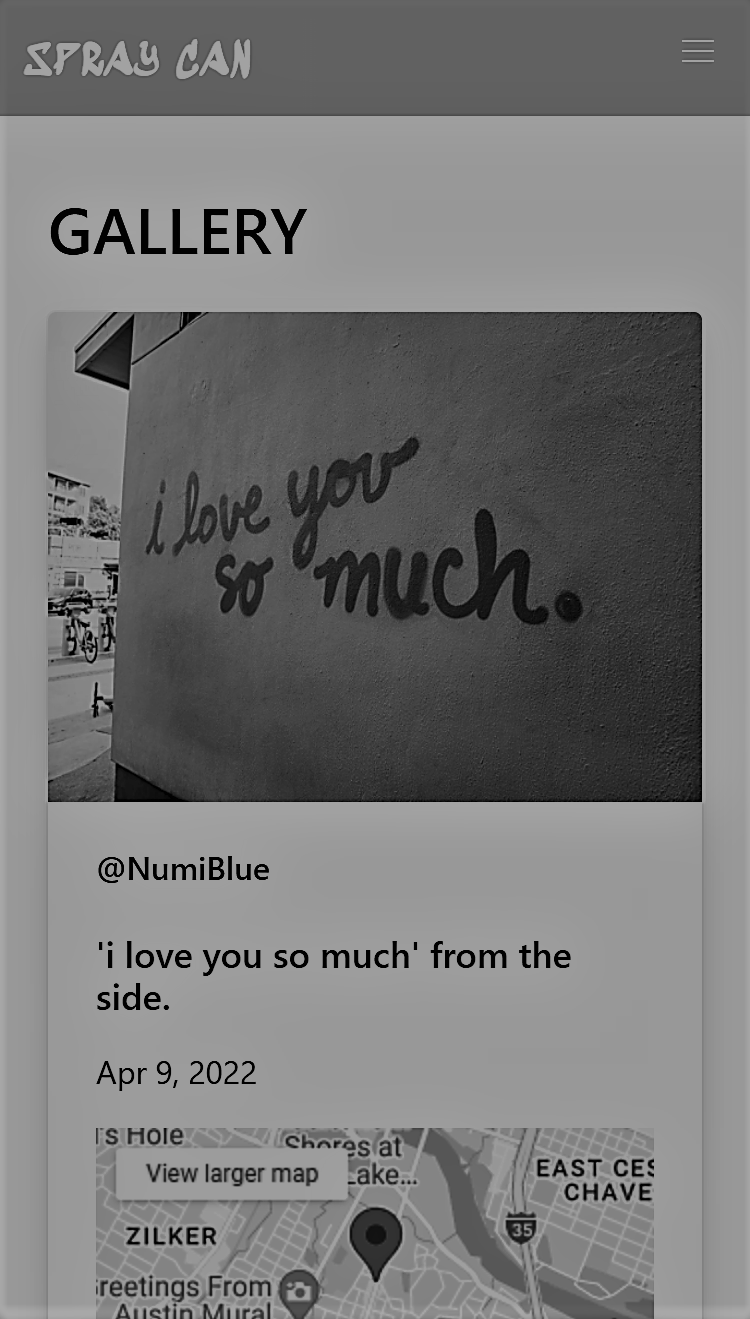 SPRAY CAN
GALLERY
i love you
so much.
@NumiBlue
'i love you so much' from the
side.
Apr 9, 2022
's Hole
Shores at
Lake...
View larger map
EAST CES
CHAVE
ZILKER
35
reetings From
Austin Mural